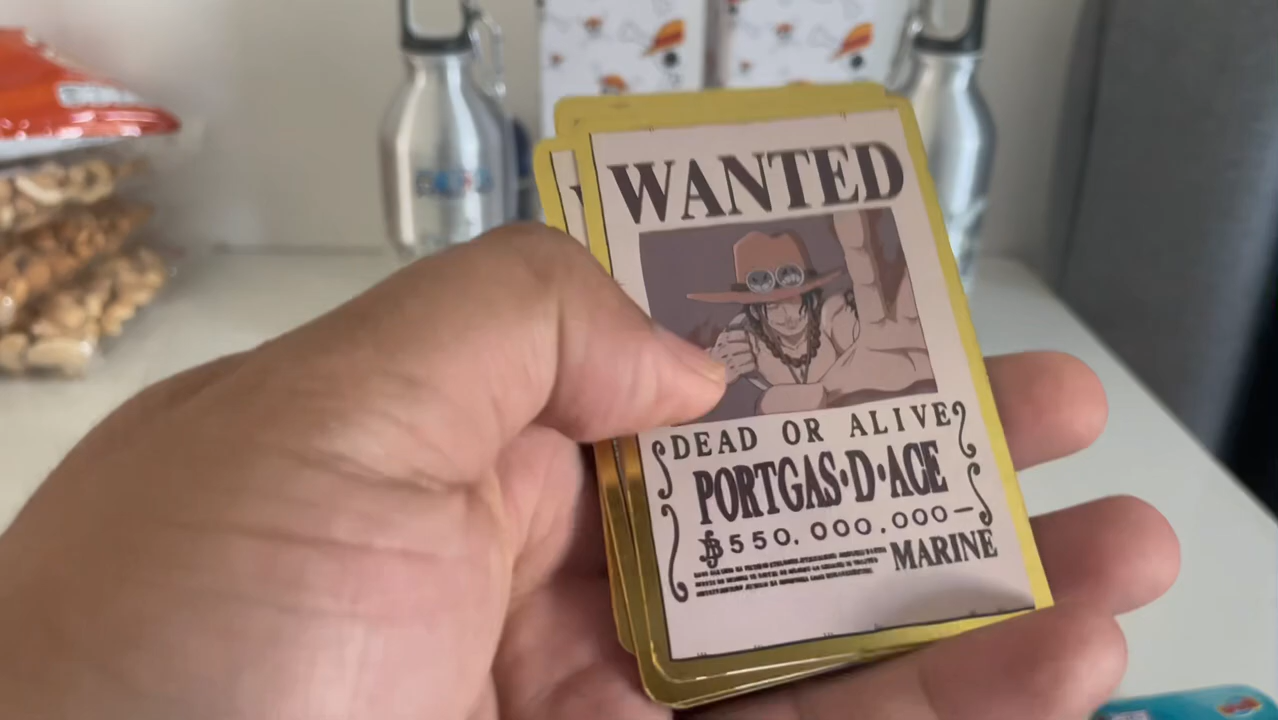 WANTED
DEAD OR ALIVE
PORTGAS•D•ACE
฿550.000.000—
MARINE